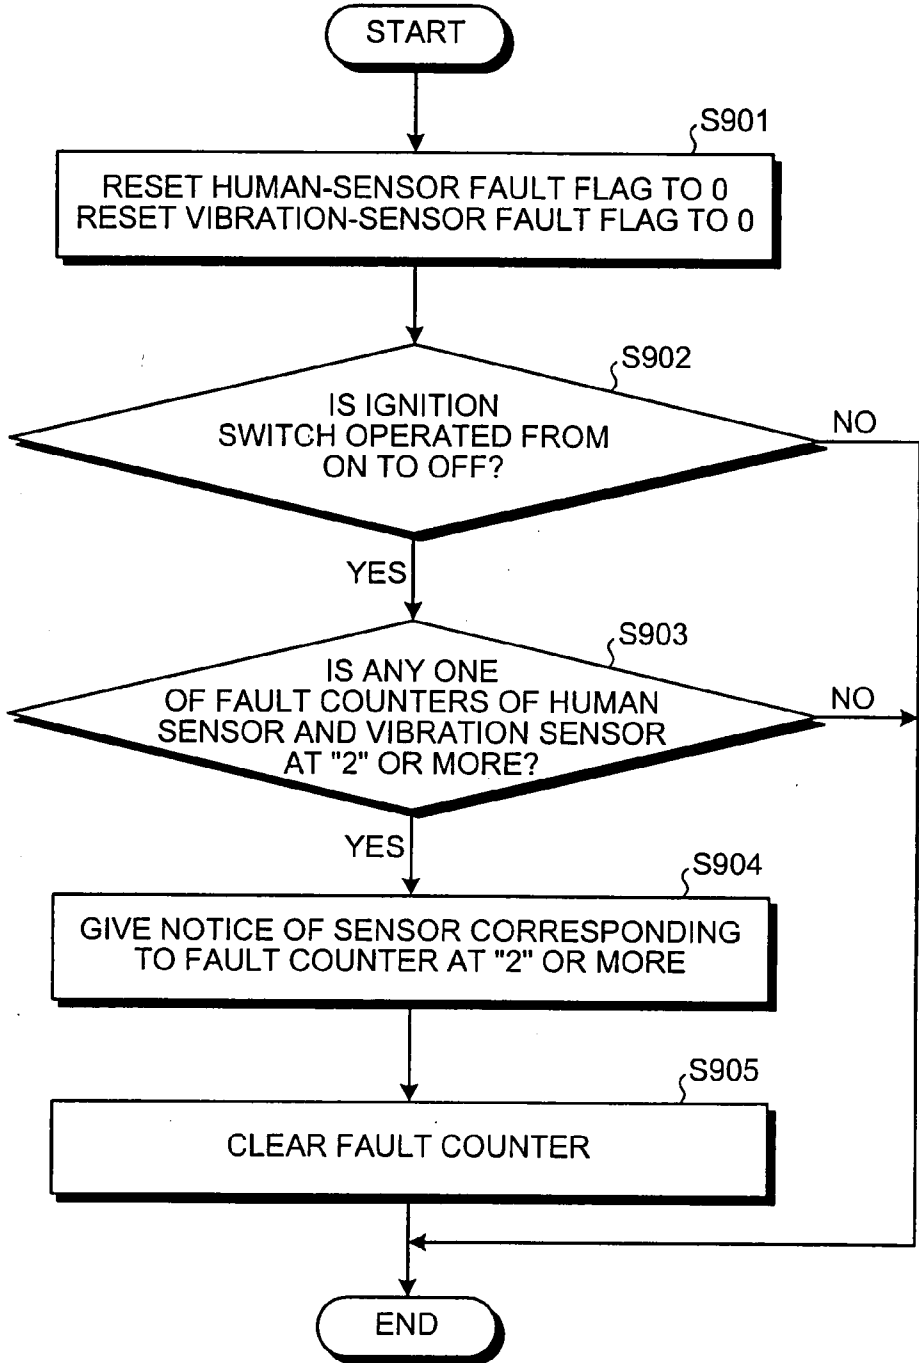 START
S901
RESET HUMAN-SENSOR FAULT FLAG TO 0
RESET VIBRATION-SENSOR FAULT FLAG TO 0
S902
IS IGNITION
SWITCH OPERATED FROM
ON TO OFF?
NO
YES
S903
IS ANY ONE
OF FAULT COUNTERS OF HUMAN
SENSOR AND VIBRATION SENSOR
AT "2" OR MORE?
NO
YES
S904
GIVE NOTICE OF SENSOR CORRESPONDING
TO FAULT COUNTER AT "2" OR MORE
S905
CLEAR FAULT COUNTER
END